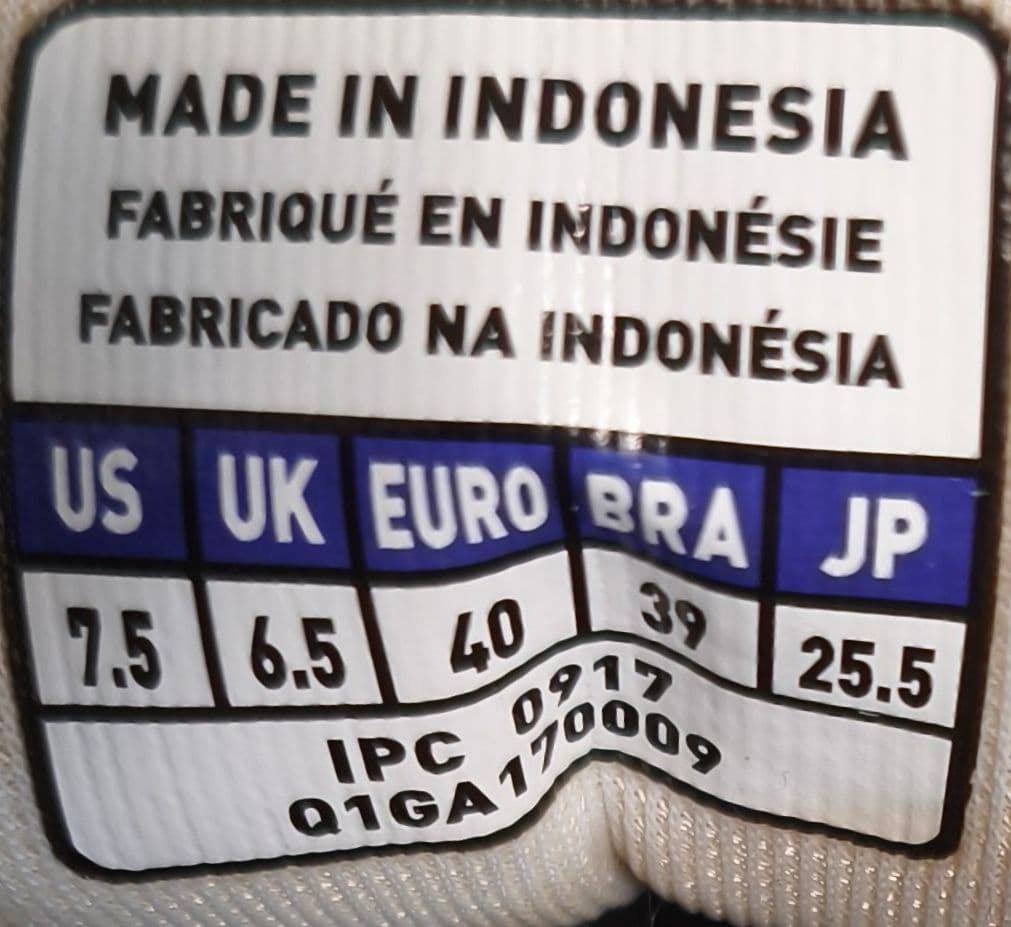 MADE IN INDONESIA
FABRIQUÉ EN INDONÉSIE
FABRICADO NA INDONÉSIA
US UK EURO BRA JP
7.5 6.5 40 39 25.5
IPC 0917
Q1GA170009